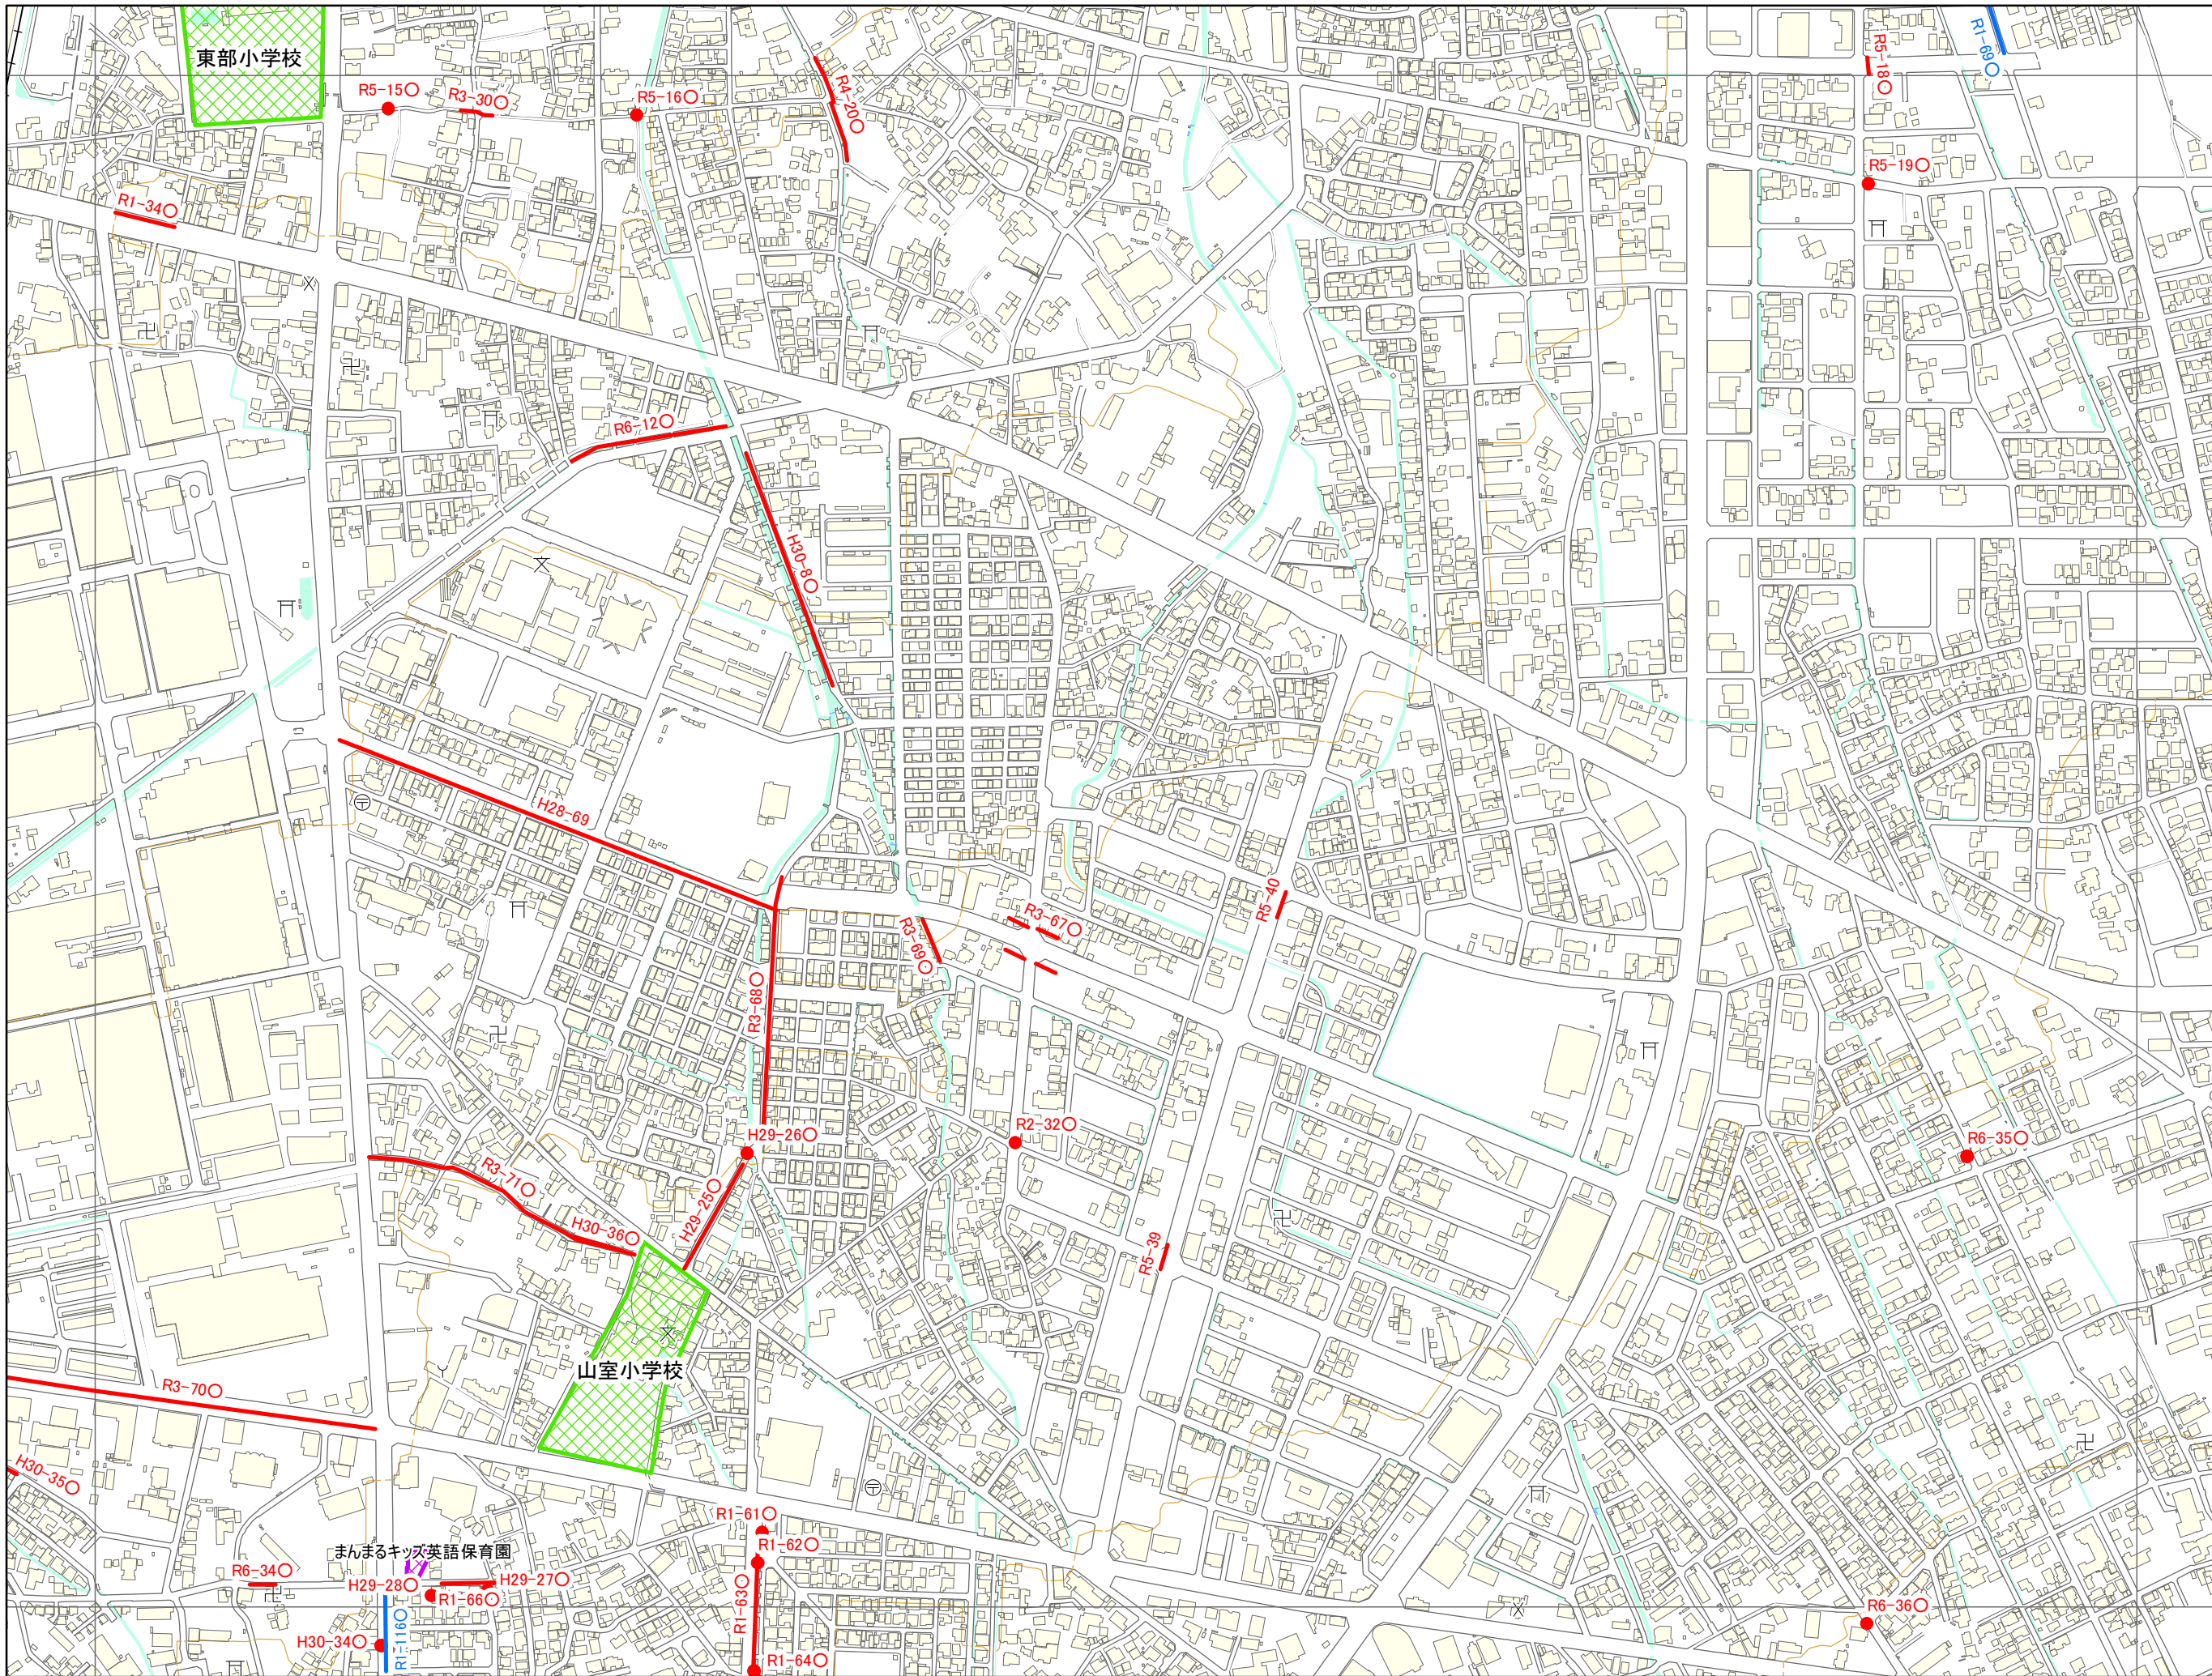 東部小学校
R5-15○
R3-30○
R5-16○
R4-20○
R5-18○
R1-69○
R5-19○
R1-34○
R6-12○
H30-8○
H28-69
R3-68○
R3-69○
R3-67○
R5-40
H29-26○
R2-32○
R6-35○
R3-71○
H30-36○
H29-25○
R5-39
山室小学校
R3-70○
H30-35○
R1-61○
R1-62○
まんまるキッズ英語保育園
R6-34○
H29-28○
H29-27○
R1-66○
R1-63○
H30-34○
R1-116○
R1-64○
R6-36○